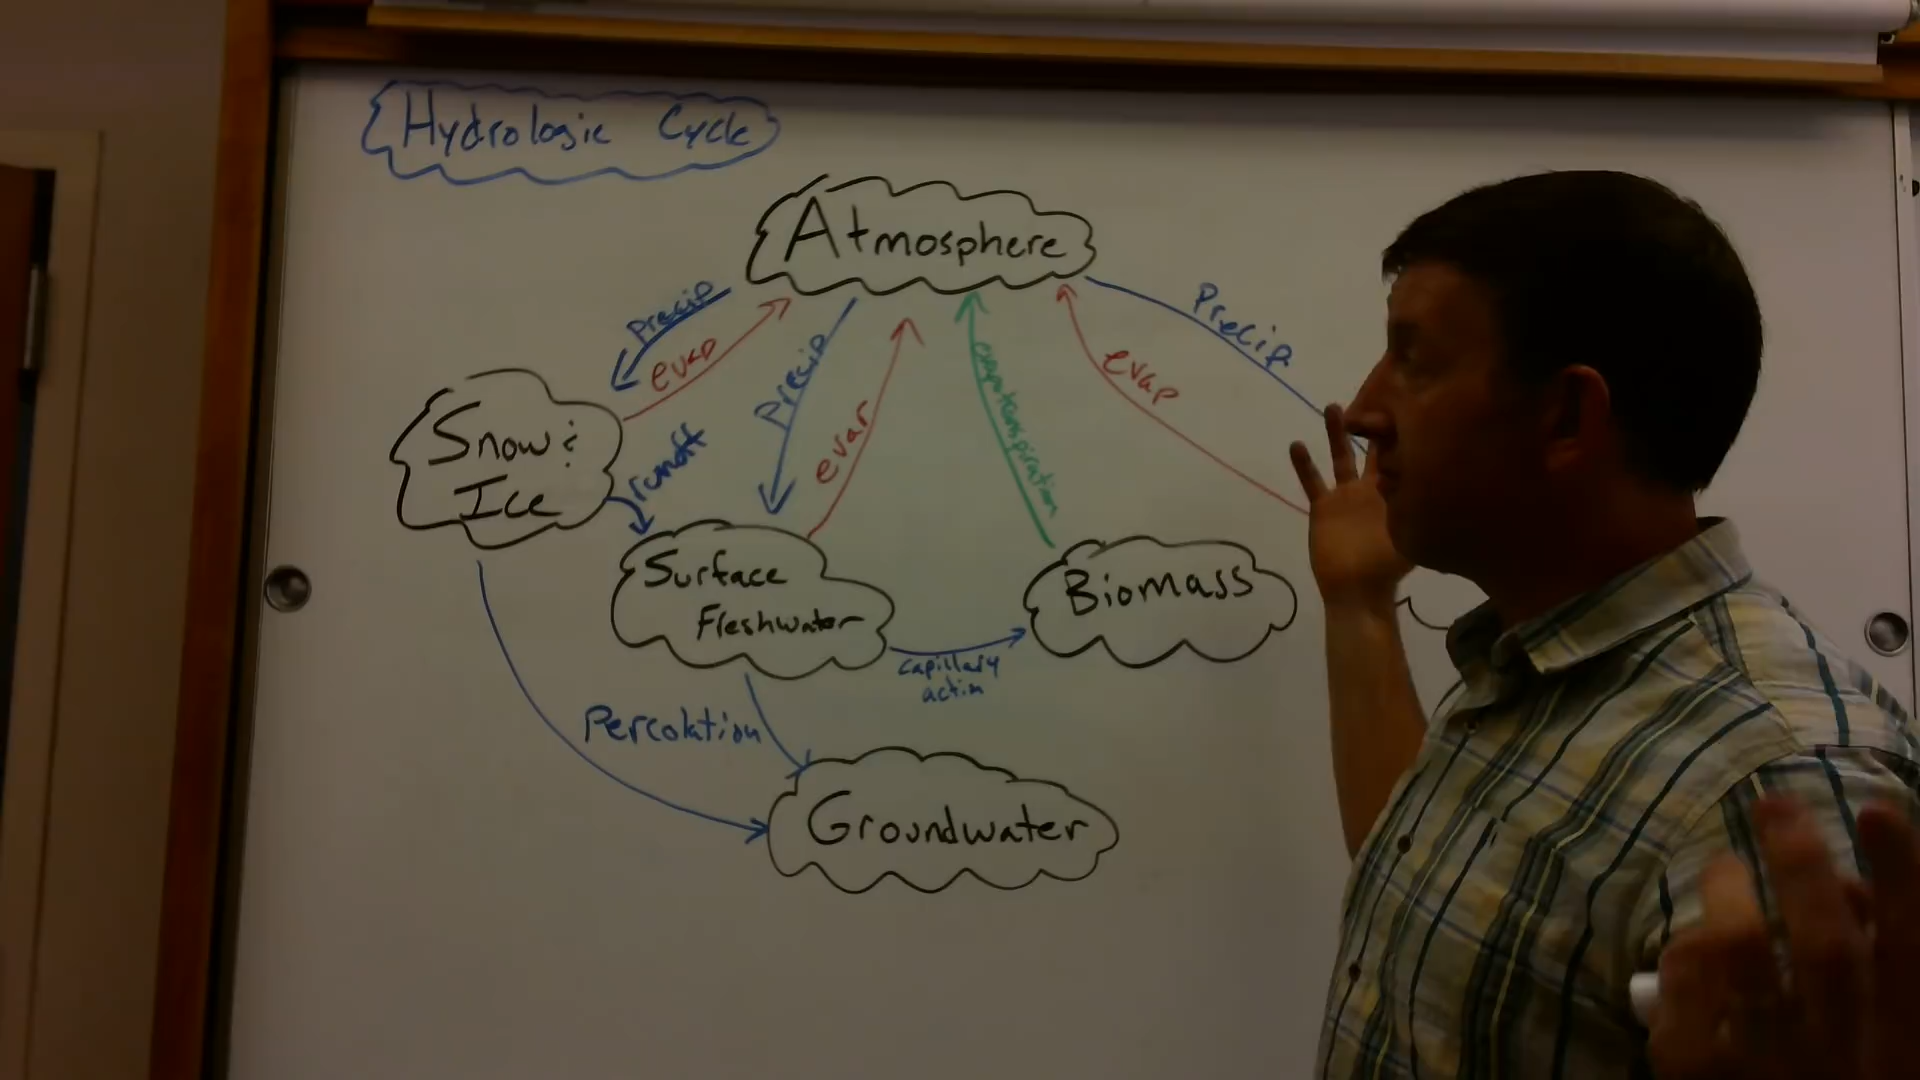 Hydrologic Cycle
Atmosphere
Precip
evap
Precip
evap
evapotranspiration
evap
Precip
Snow &
Ice
runoff
Surface
Freshwater
Biomass
capillary
action
Percolation
Groundwater